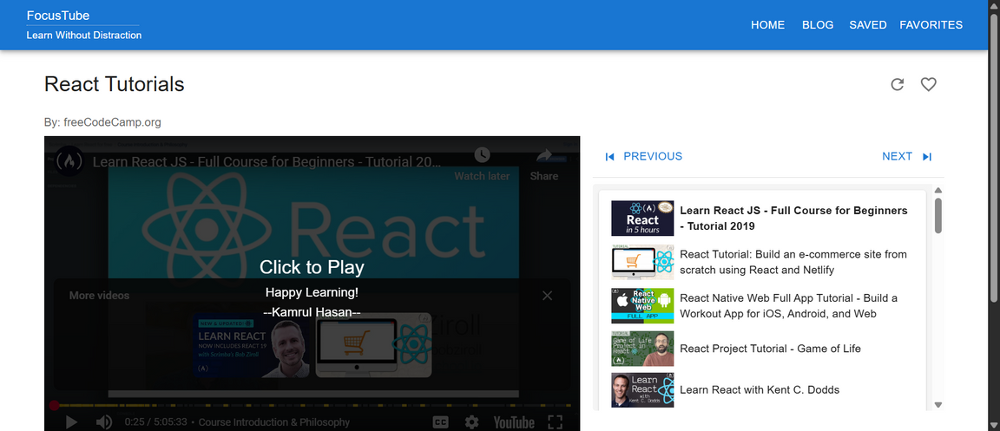 FocusTube
Learn Without Distraction
HOME
BLOG
SAVED
FAVORITES
React Tutorials
By: freeCodeCamp.org
Learn React JS - Full Course for Beginners - Tutorial 20...
Watch later
Share
React
Click to Play
Happy Learning!
--Kamrul Hasan--
More videos
NEW & UPDATED!
LEARN REACT
NOW INCLUDES REACT 19
with Scrimba's Bob Ziroll
Ziroll
0:25 / 5:05:33 • Course Introduction & Philosophy
CC
YouTube
PREVIOUS
NEXT
React
in 5 hours
Learn React JS - Full Course for Beginners
- Tutorial 2019
React Tutorial: Build an e-commerce site from
scratch using React and Netlify
React
Native
Web
FULL APP
React Native Web Full App Tutorial - Build a
Workout App for iOS, Android, and Web
TUTORIAL
Game of Life
Project in
React
React Project Tutorial - Game of Life
Learn
React
with Kent C. Dodds
Learn React with Kent C. Dodds